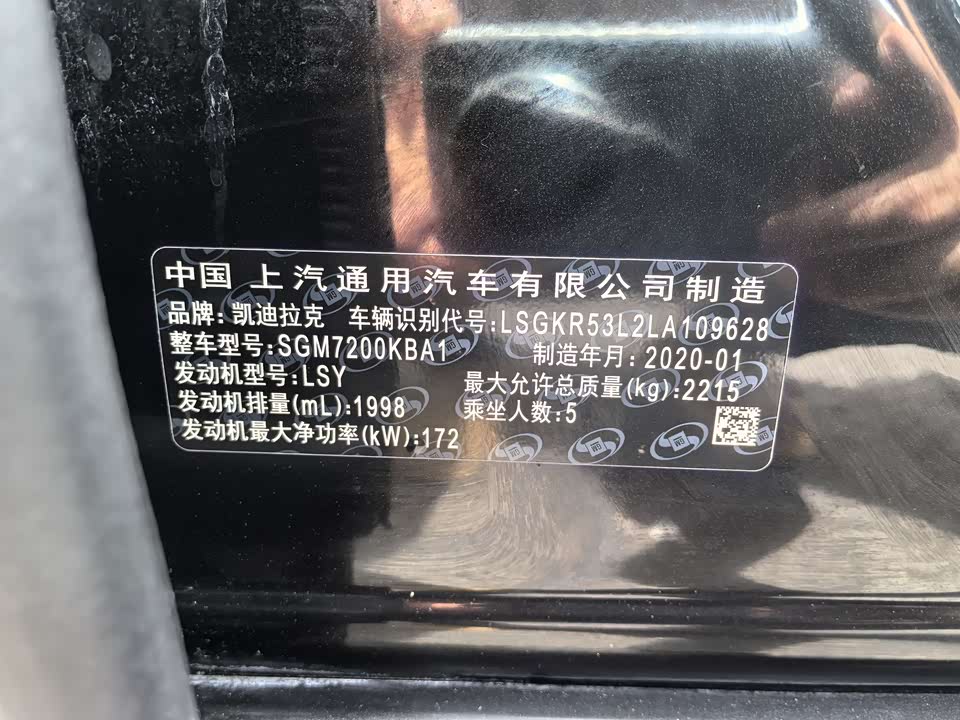 中国 上汽通用汽车有限公司制造
品牌：凯迪拉克 车辆识别代号：LSGKR53L2LA109628
整车型号：SGM7200KBA1 制造年月：2020-01
发动机型号：LSY 最大允许总质量(kg)：2215
发动机排量(mL)：1998 乘坐人数：5
发动机最大净功率(kW)：172